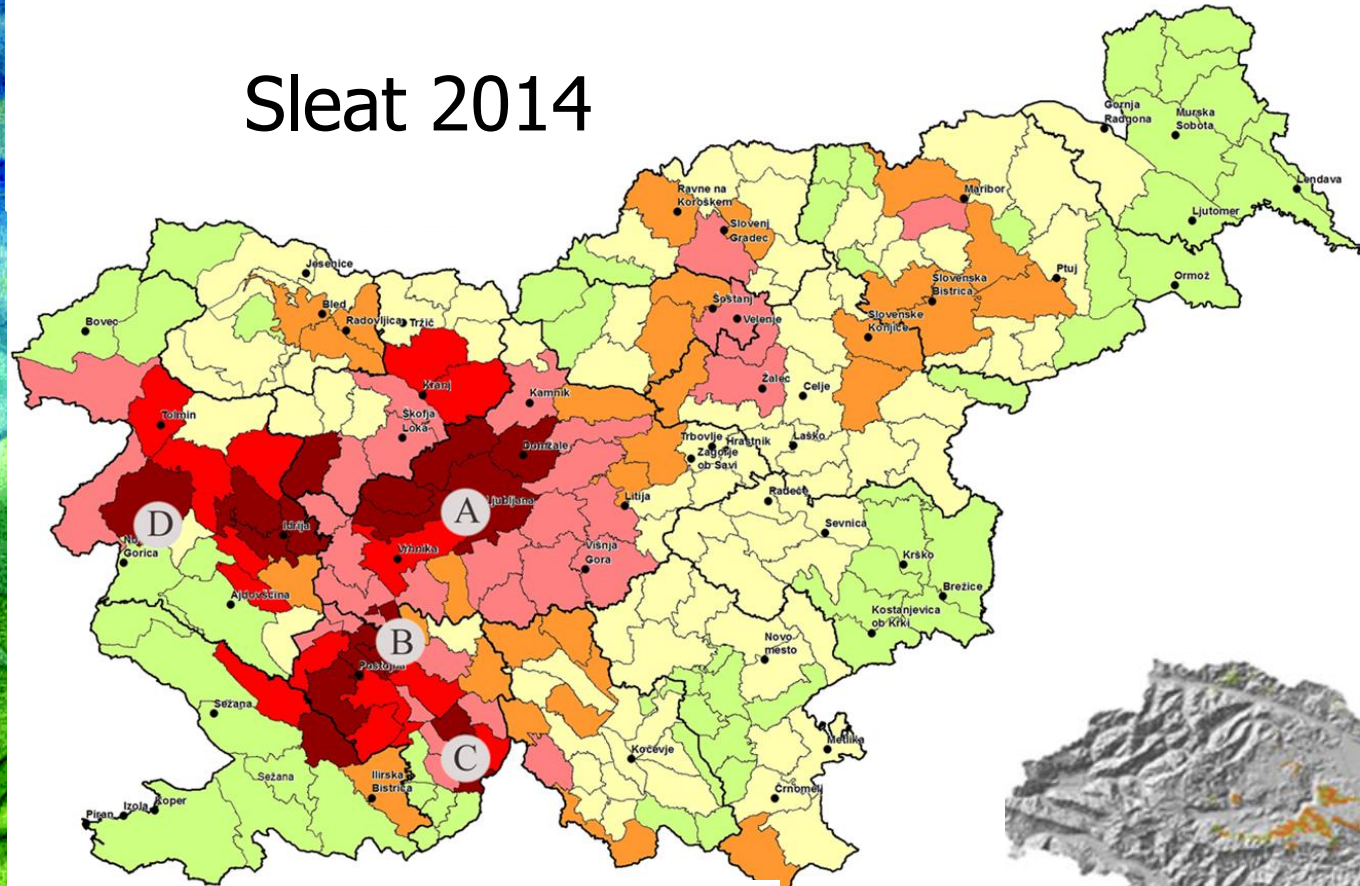 Sleat 2014
Gornja
Radgona
Murska
Sobota
Lendava
Ljutomer
Ormož
Maribor
Ptuj
Slovenska
Bistrica
Slovenske
Konjice
Ravne na
Koroškem
Slovenj
Gradec
Šoštanj
Velenje
Žalec
Celje
Jesenice
Bled
Radovljica
Tržič
Bovec
Kranj
Kamnik
Tolmin
Škofja
Loka
Domžale
Trbovlje
Hrastnik
Laško
Zagorje
ob Savi
Litija
Radeče
Sevnica
A
Ljubljana
D
Idrija
Gorica
Vrhnika
Višnja
Gora
Krško
Brežice
Kostanjevica
ob Krki
Ajdovščina
B
Postojna
Novo
mesto
Sežana
C
Kočevje
Metlika
Sežana
Ilirska
Bistrica
Črnomelj
Piran
Izola
Koper